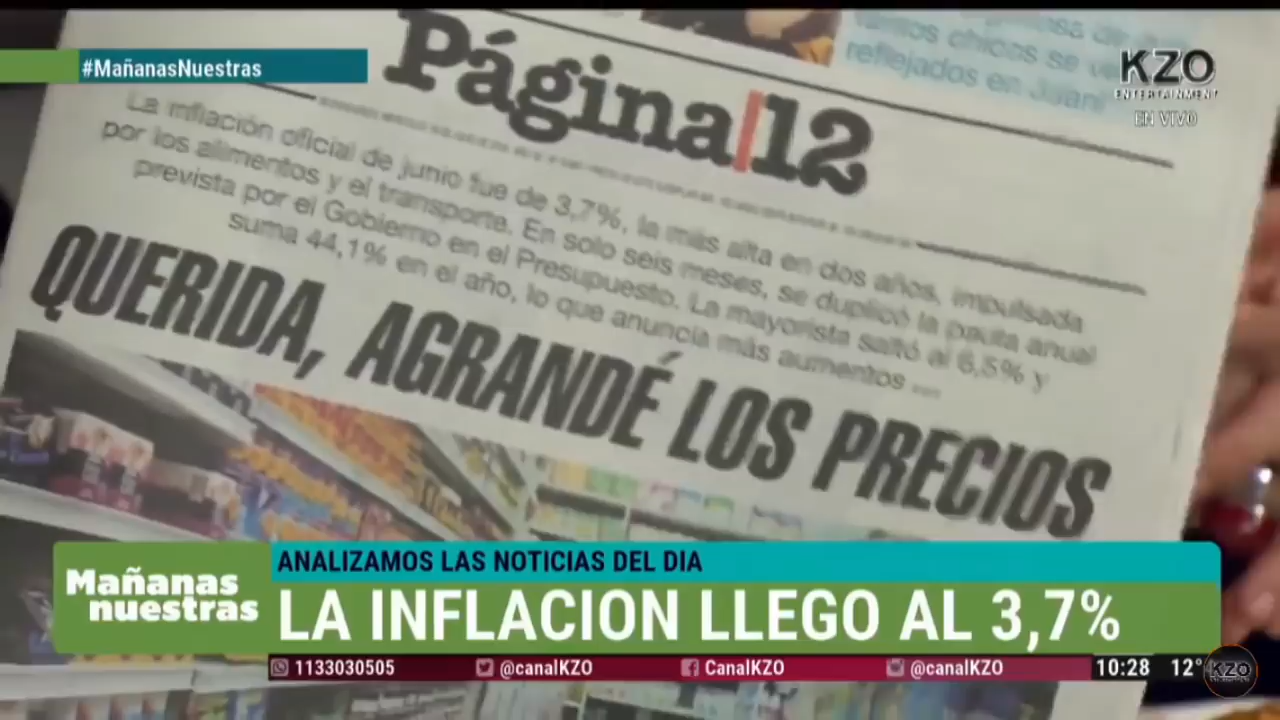 #MañanasNuestras
KZO
ENTERTAINMENT
EN VIVO
chicos se
reflejados en Juani
Página|12
La inflación oficial de junio fue de 3,7%, la más alta en dos años, impulsada
por los alimentos y el transporte. En solo seis meses, se duplicó la pauta anual
prevista por el Gobierno en el Presupuesto. La mayorista saltó al 6,5% y
suma 44,1% en el año, lo que anuncia más aumentos
QUERIDA, AGRANDÉ LOS PRECIOS
Mañanas
nuestras
ANALIZAMOS LAS NOTICIAS DEL DIA
LA INFLACION LLEGO AL 3,7%
1133030505 @canalKZO CanalKZO @canalKZO 10:28 12° KZO